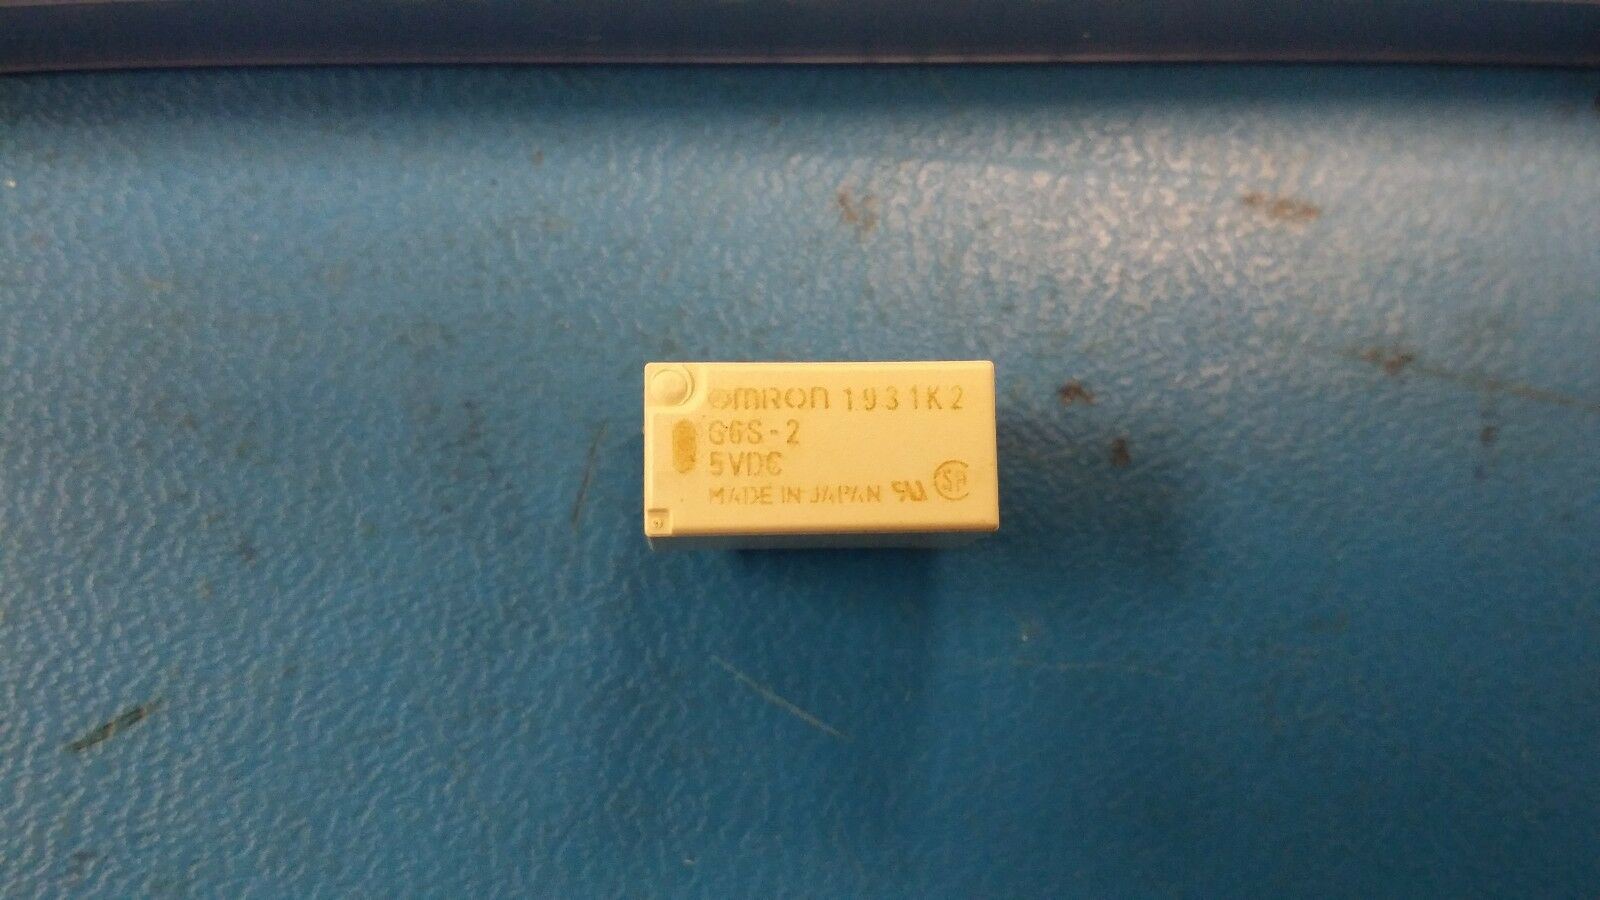 omron 1931K2
G6S-2
5VDC
MADE IN JAPAN